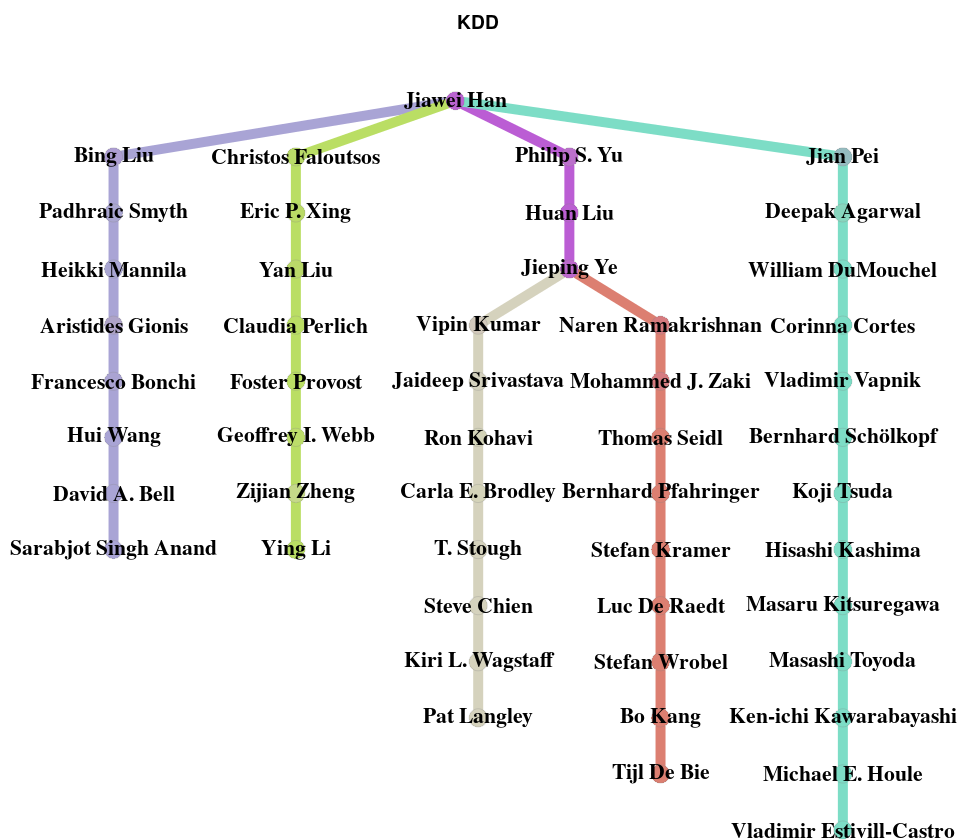 KDD
Jiawei Han
Bing Liu Christos Faloutsos Philip S. Yu Jian Pei
Padhraic Smyth Eric P. Xing Huan Liu Deepak Agarwal
Heikki Mannila Yan Liu Jieping Ye William DuMouchel
Aristides Gionis Claudia Perlich Vipin Kumar Naren Ramakrishnan Corinna Cortes
Francesco Bonchi Foster Provost Jaideep Srivastava Mohammed J. Zaki Vladimir Vapnik
Hui Wang Geoffrey I. Webb Ron Kohavi Thomas Seidl Bernhard Schölkopf
David A. Bell Zijian Zheng Carla E. Brodley Bernhard Pfahringer Koji Tsuda
Sarabjot Singh Anand Ying Li T. Stough Stefan Kramer Hisashi Kashima
Steve Chien Luc De Raedt Masaru Kitsuregawa
Kiri L. Wagstaff Stefan Wrobel Masashi Toyoda
Pat Langley Bo Kang Ken-ichi Kawarabayashi
Tijl De Bie Michael E. Houle
Vladimir Estivill-Castro